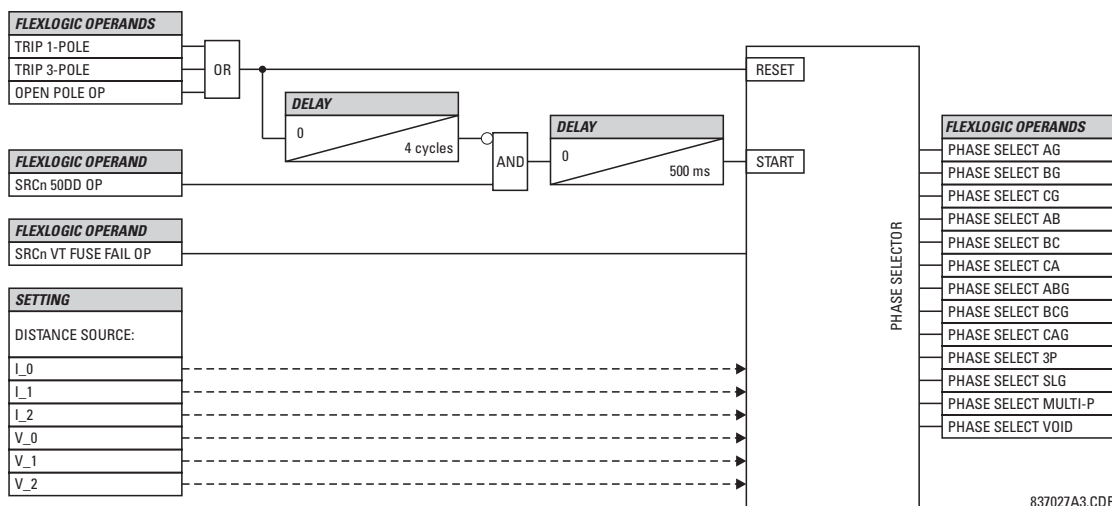 FLEXLOGIC OPERANDS
TRIP 1-POLE
TRIP 3-POLE
OPEN POLE OP
OR
DELAY
0
4 cycles
FLEXLOGIC OPERAND
SRCn 50DD OP
AND
DELAY
0
500 ms
FLEXLOGIC OPERAND
SRCn VT FUSE FAIL OP
SETTING
DISTANCE SOURCE:
I_0
I_1
I_2
V_0
V_1
V_2
RESET
START
PHASE SELECTOR
FLEXLOGIC OPERANDS
PHASE SELECT AG
PHASE SELECT BG
PHASE SELECT CG
PHASE SELECT AB
PHASE SELECT BC
PHASE SELECT CA
PHASE SELECT ABG
PHASE SELECT BCG
PHASE SELECT CAG
PHASE SELECT 3P
PHASE SELECT SLG
PHASE SELECT MULTI-P
PHASE SELECT VOID